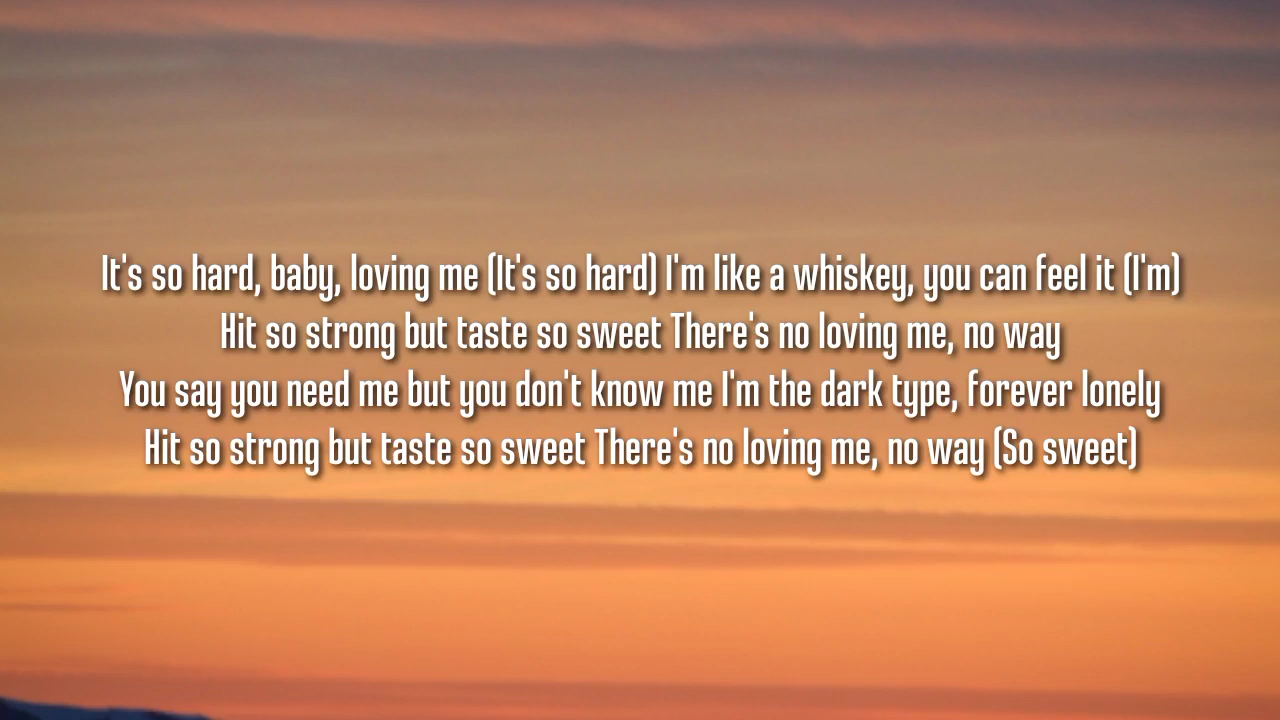 It's so hard, baby, loving me (It's so hard) I'm like a whiskey, you can feel it (I'm)
Hit so strong but taste so sweet There's no loving me, no way
You say you need me but you don't know me I'm the dark type, forever lonely
Hit so strong but taste so sweet There's no loving me, no way (So sweet)